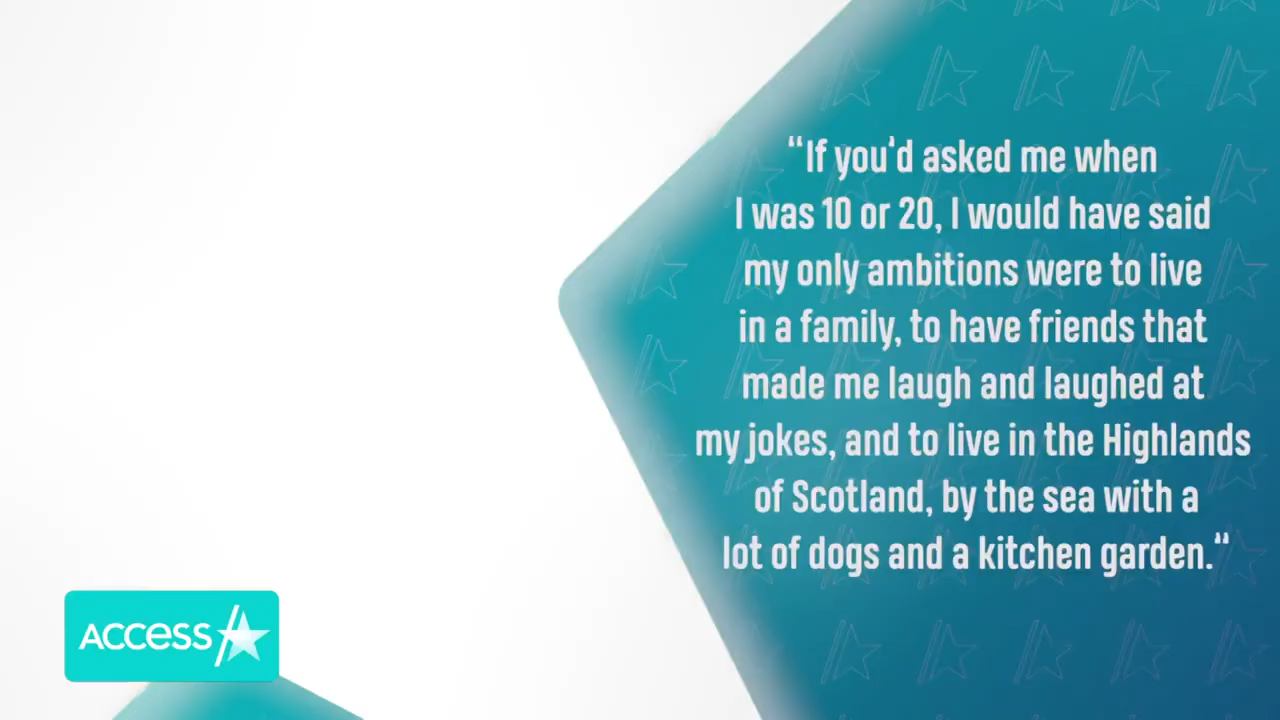 “If you'd asked me when
I was 10 or 20, I would have said
my only ambitions were to live
in a family, to have friends that
made me laugh and laughed at
my jokes, and to live in the Highlands
of Scotland, by the sea with a
lot of dogs and a kitchen garden.“
ACCESS